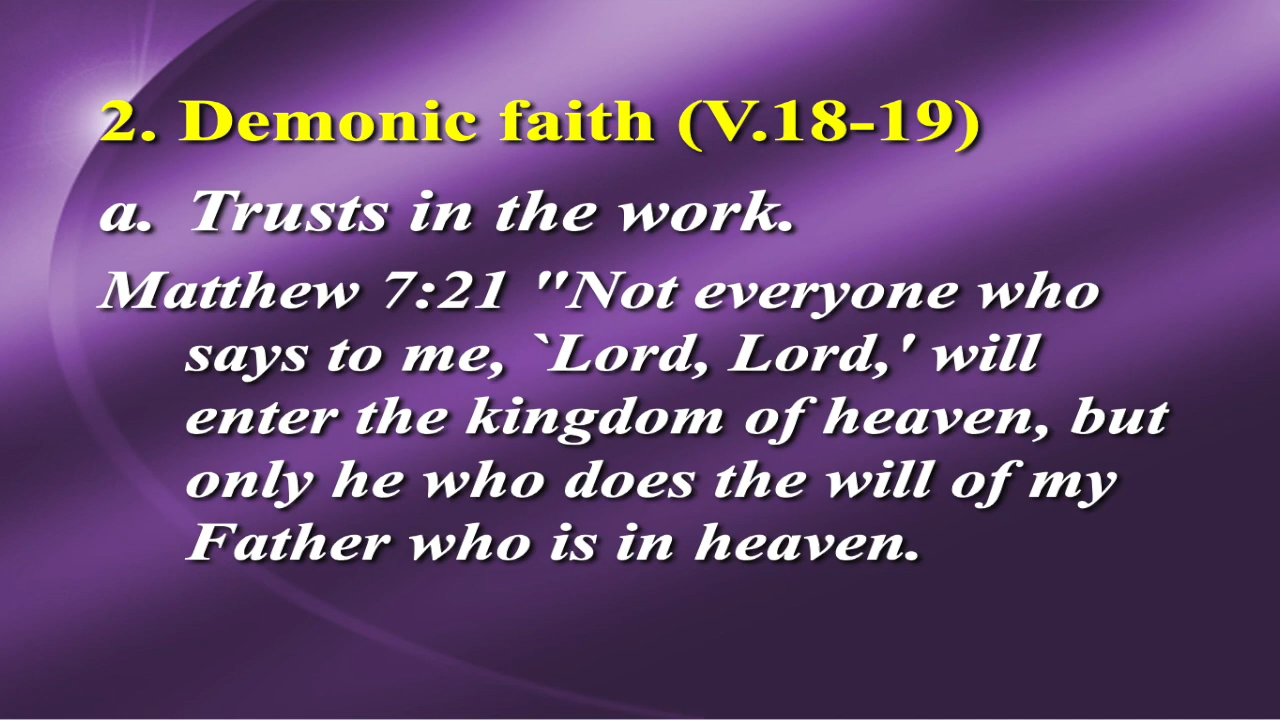 2. Demonic faith (V.18-19)
a. Trusts in the work.
Matthew 7:21 "Not everyone who
says to me, `Lord, Lord,' will
enter the kingdom of heaven, but
only he who does the will of my
Father who is in heaven.